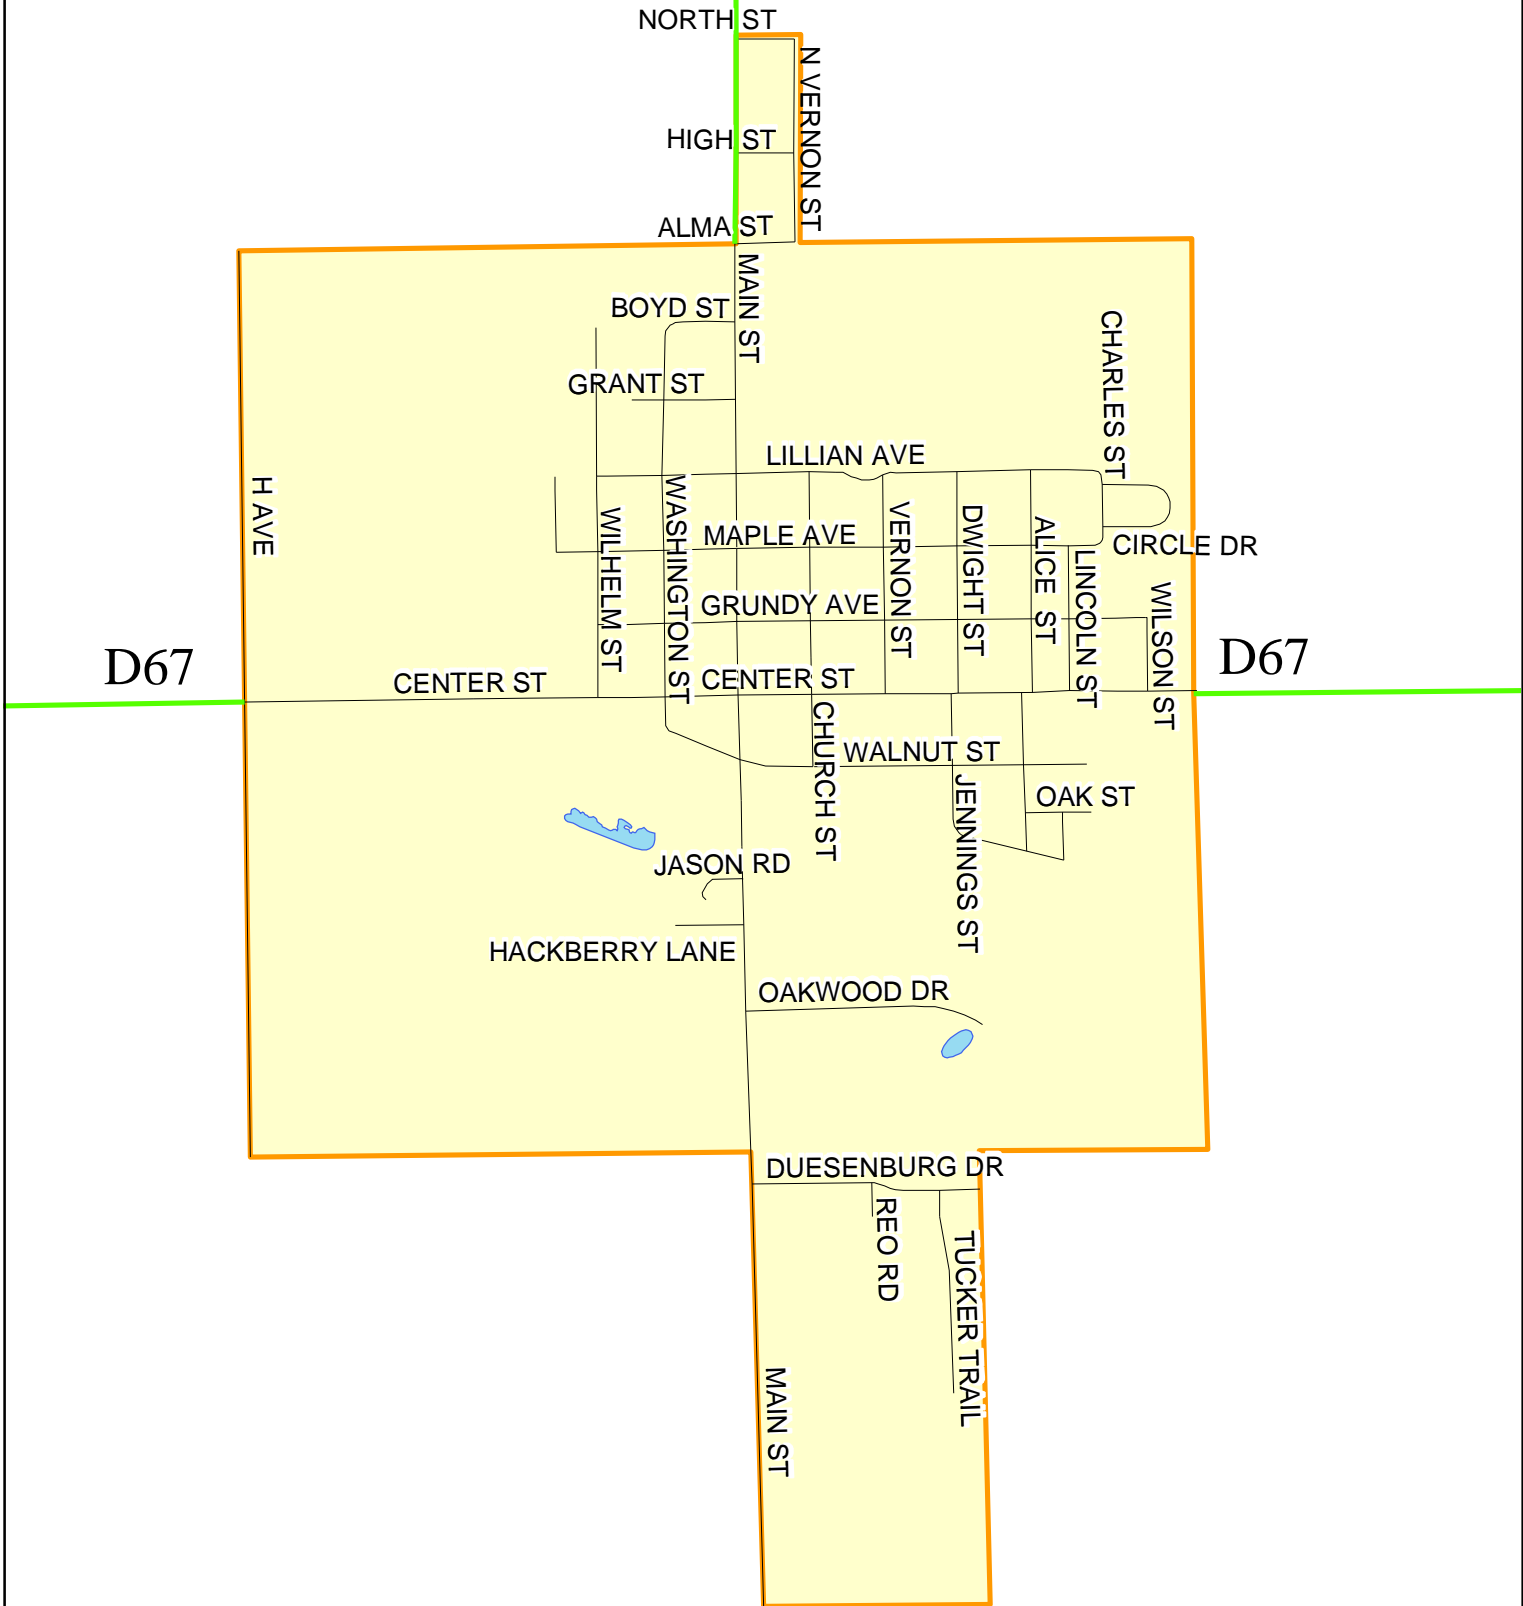 NORTH ST
N VERNON ST
HIGH ST
ALMA ST
MAIN ST
BOYD ST
CHARLES ST
GRANT ST
LILLIAN AVE
H AVE
WILHELM ST
WASHINGTON ST
MAPLE AVE
VERNON ST
DWIGHT ST
ALICE ST
LINCOLN ST
CIRCLE DR
WILSON ST
GRUNDY AVE
D67
D67
CENTER ST
CENTER ST
CHURCH ST
WALNUT ST
JENNINGS ST
OAK ST
JASON RD
HACKBERRY LANE
OAKWOOD DR
DUESENBURG DR
REO RD
TUCKER TRAIL
MAIN ST